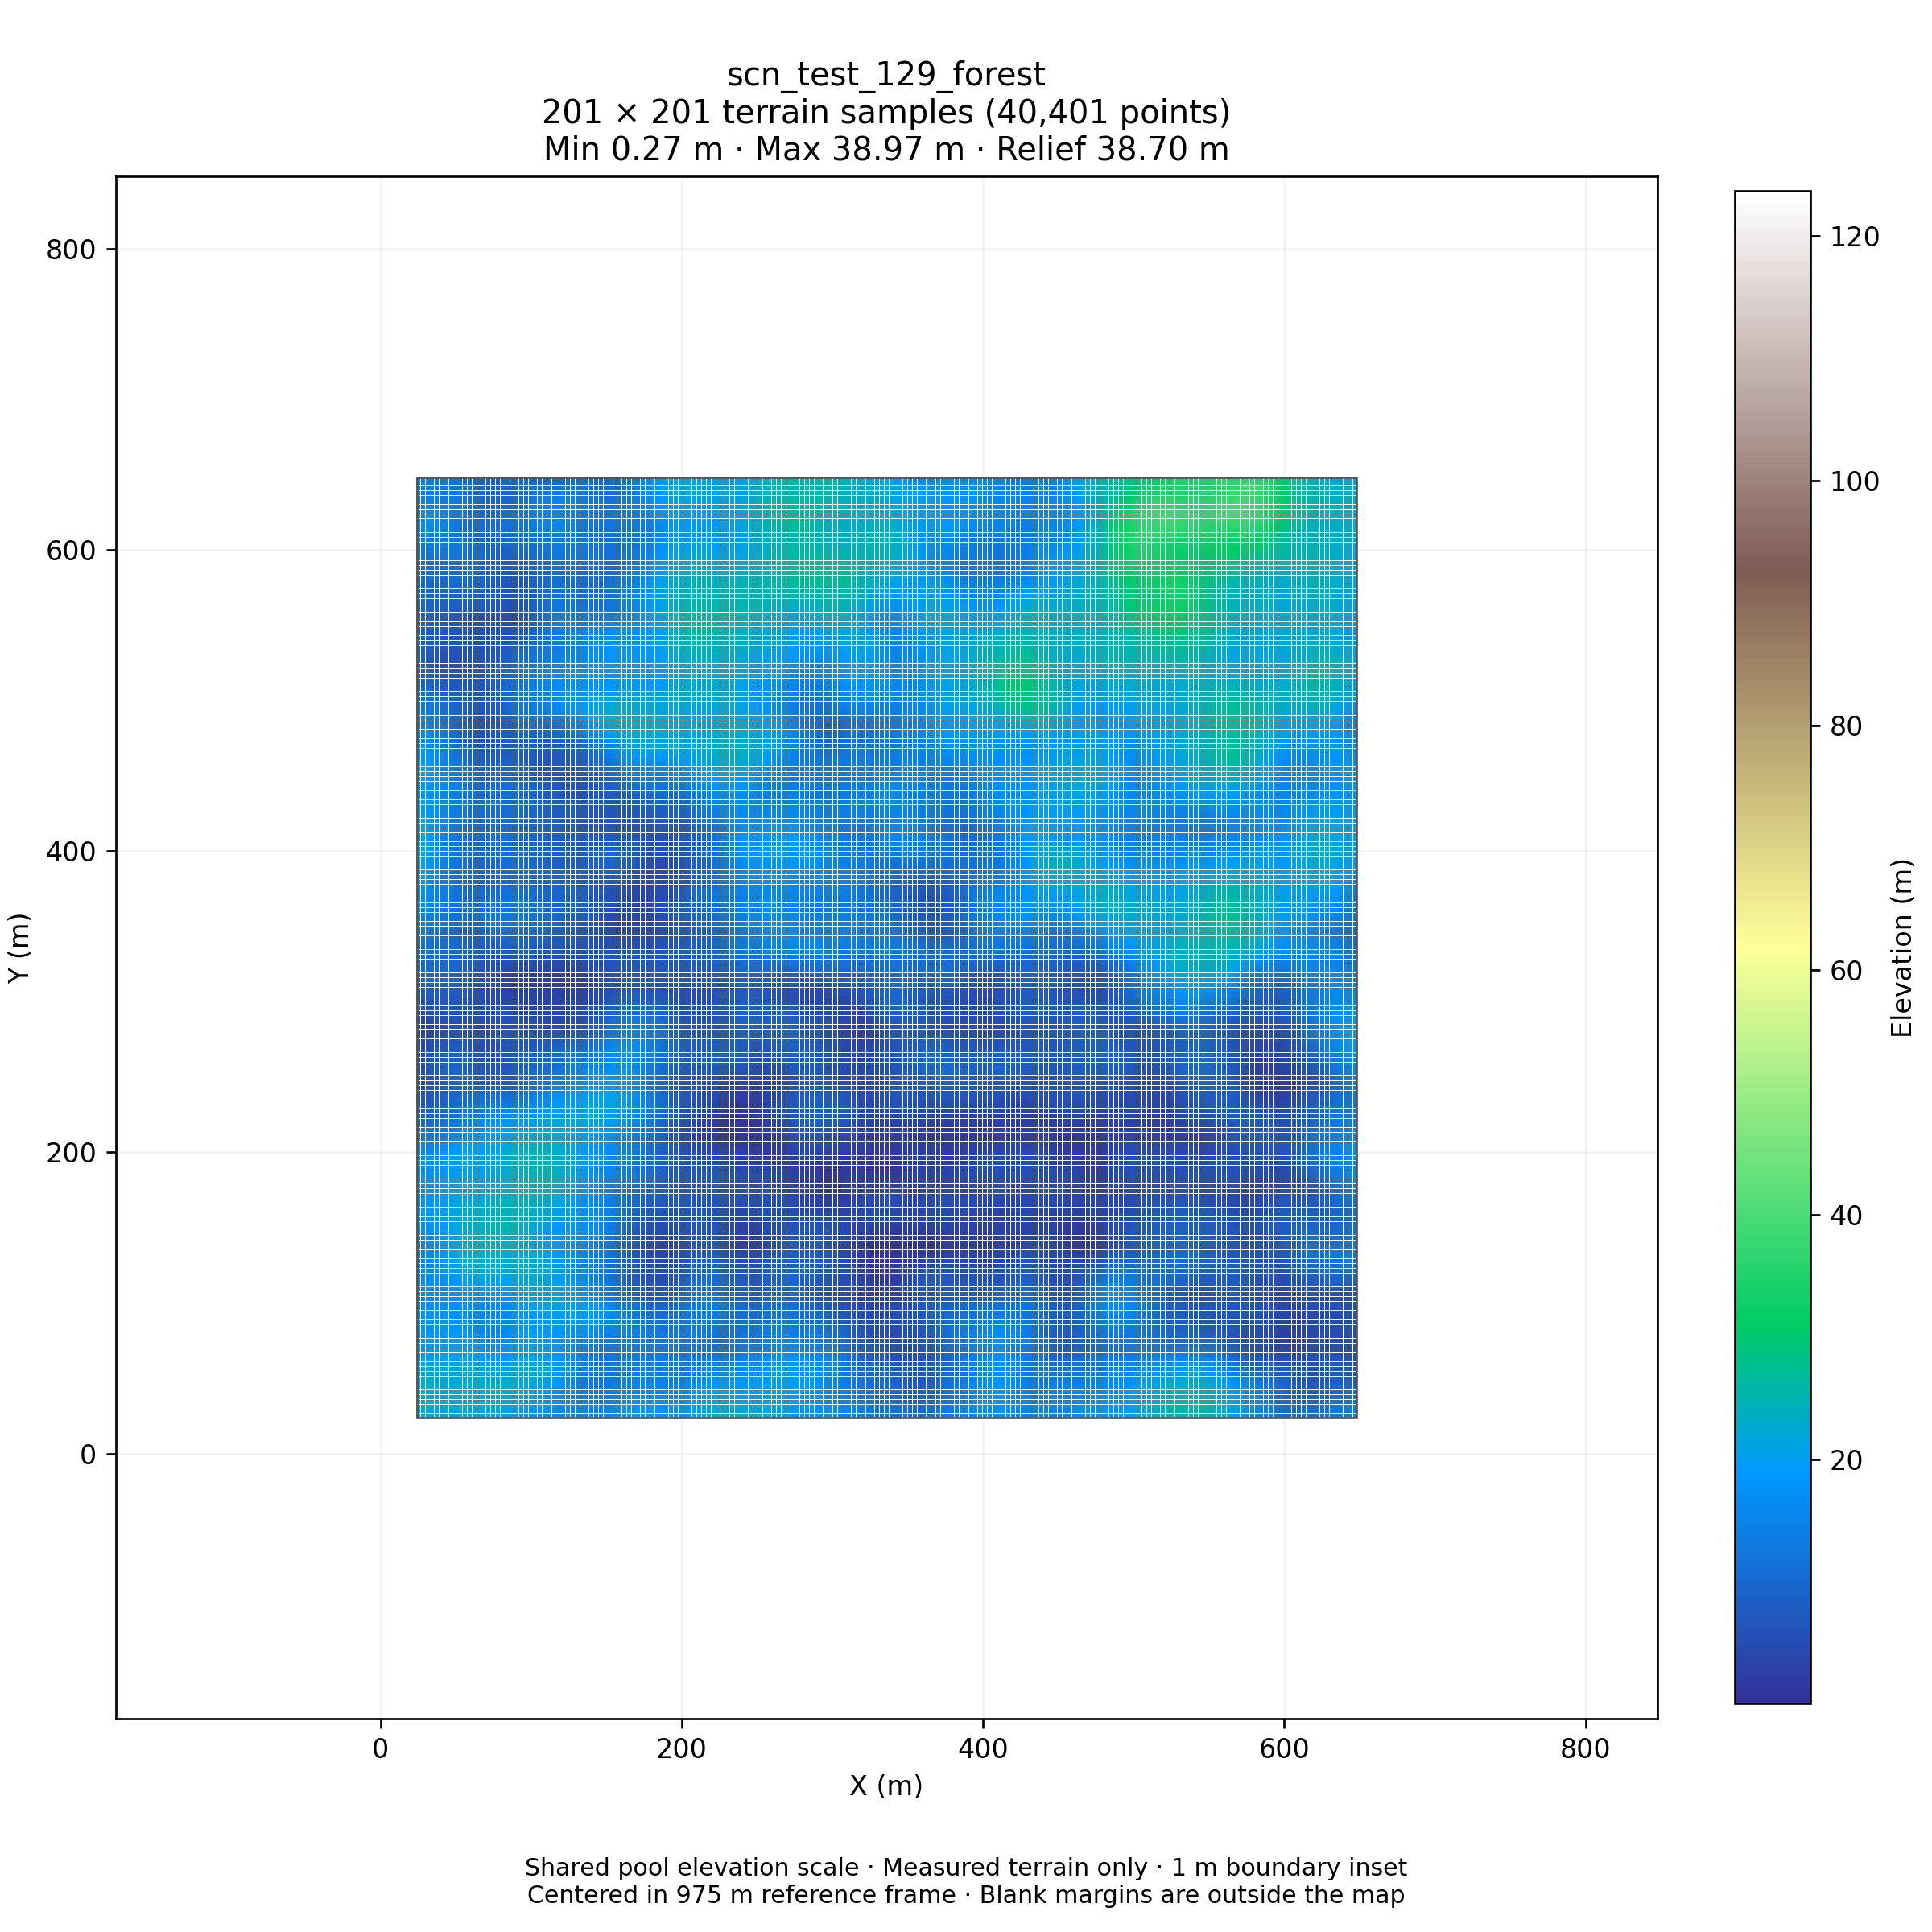 scn_test_129_forest
201 × 201 terrain samples (40,401 points)
Min 0.27 m · Max 38.97 m · Relief 38.70 m
800
600
400
200
0
Y (m)
0 200 400 600 800
X (m)
120
100
80
60
40
20
Elevation (m)
Shared pool elevation scale · Measured terrain only · 1 m boundary inset
Centered in 975 m reference frame · Blank margins are outside the map